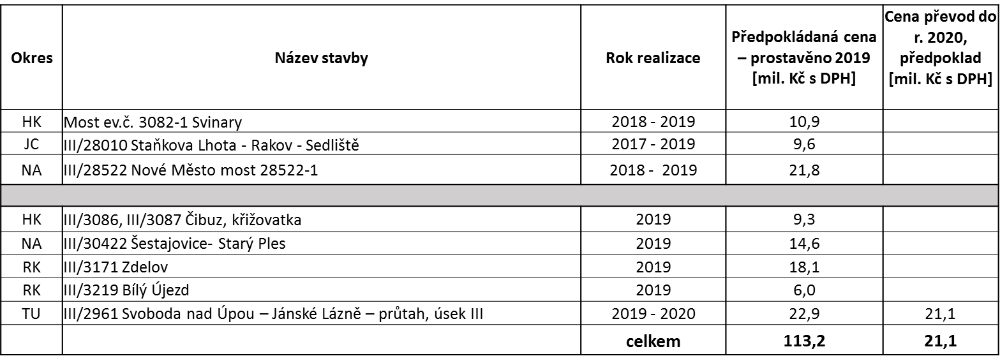 Okres Název stavby Rok realizace Předpokládaná cena – prostavěno 2019 [mil. Kč s DPH] Cena převod do r. 2020, předpoklad [mil. Kč s DPH]
HK Most ev.č. 3082-1 Svinary 2018 - 2019 10,9
JC III/28010 Staňkova Lhota - Rakov - Sedliště 2017 - 2019 9,6
NA III/28522 Nové Město most 28522-1 2018 - 2019 21,8
HK III/3086, III/3087 Čibuz, křižovatka 2019 9,3
NA III/30422 Šestajovice- Starý Ples 2019 14,6
RK III/3171 Zdelov 2019 18,1
RK III/3219 Bílý Újezd 2019 6,0
TU III/2961 Svoboda nad Úpou – Jánské Lázně – průtah, úsek III 2019 - 2020 22,9 21,1
celkem 113,2 21,1